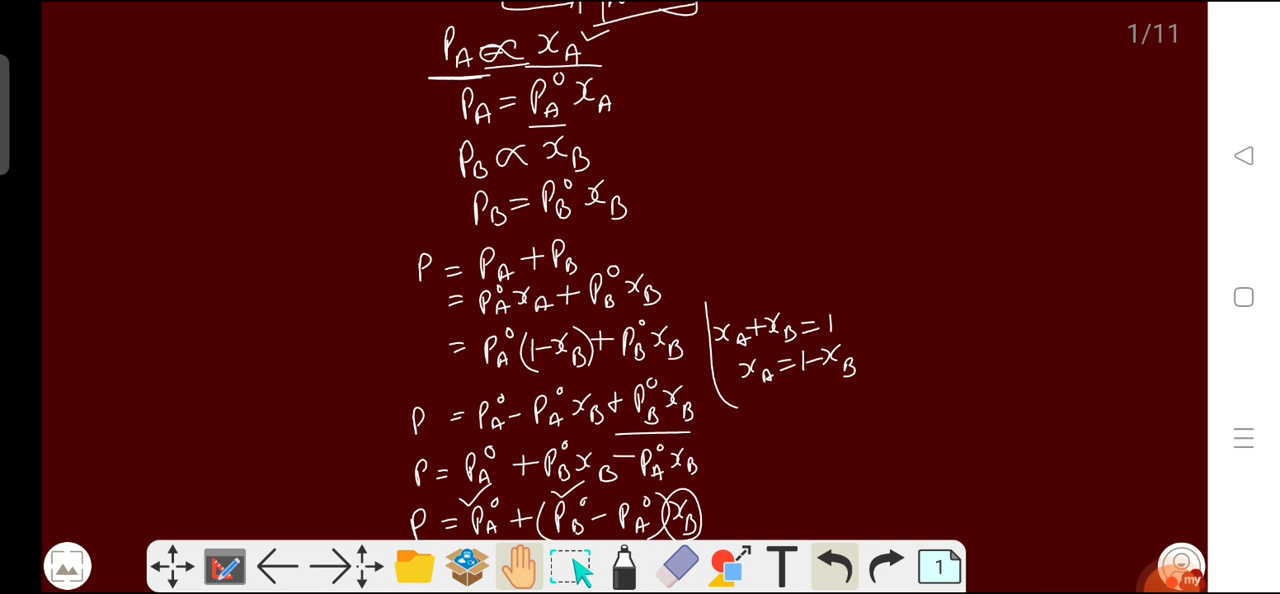 1/11
P_A ∝ x_A ✓
P_A = P_A° x_A
P_B ∝ x_B
P_B = P_B° x_B
P = P_A + P_B
= P_A° x_A + P_B° x_B
= P_A° (1-x_B) + P_B° x_B
x_A + x_B = 1
x_A = 1-x_B
P = P_A° - P_A° x_B + P_B° x_B
P = P_A° + P_B° x_B - P_A° x_B
P = P_A° + (P_B° - P_A°) x_B
T
1
my